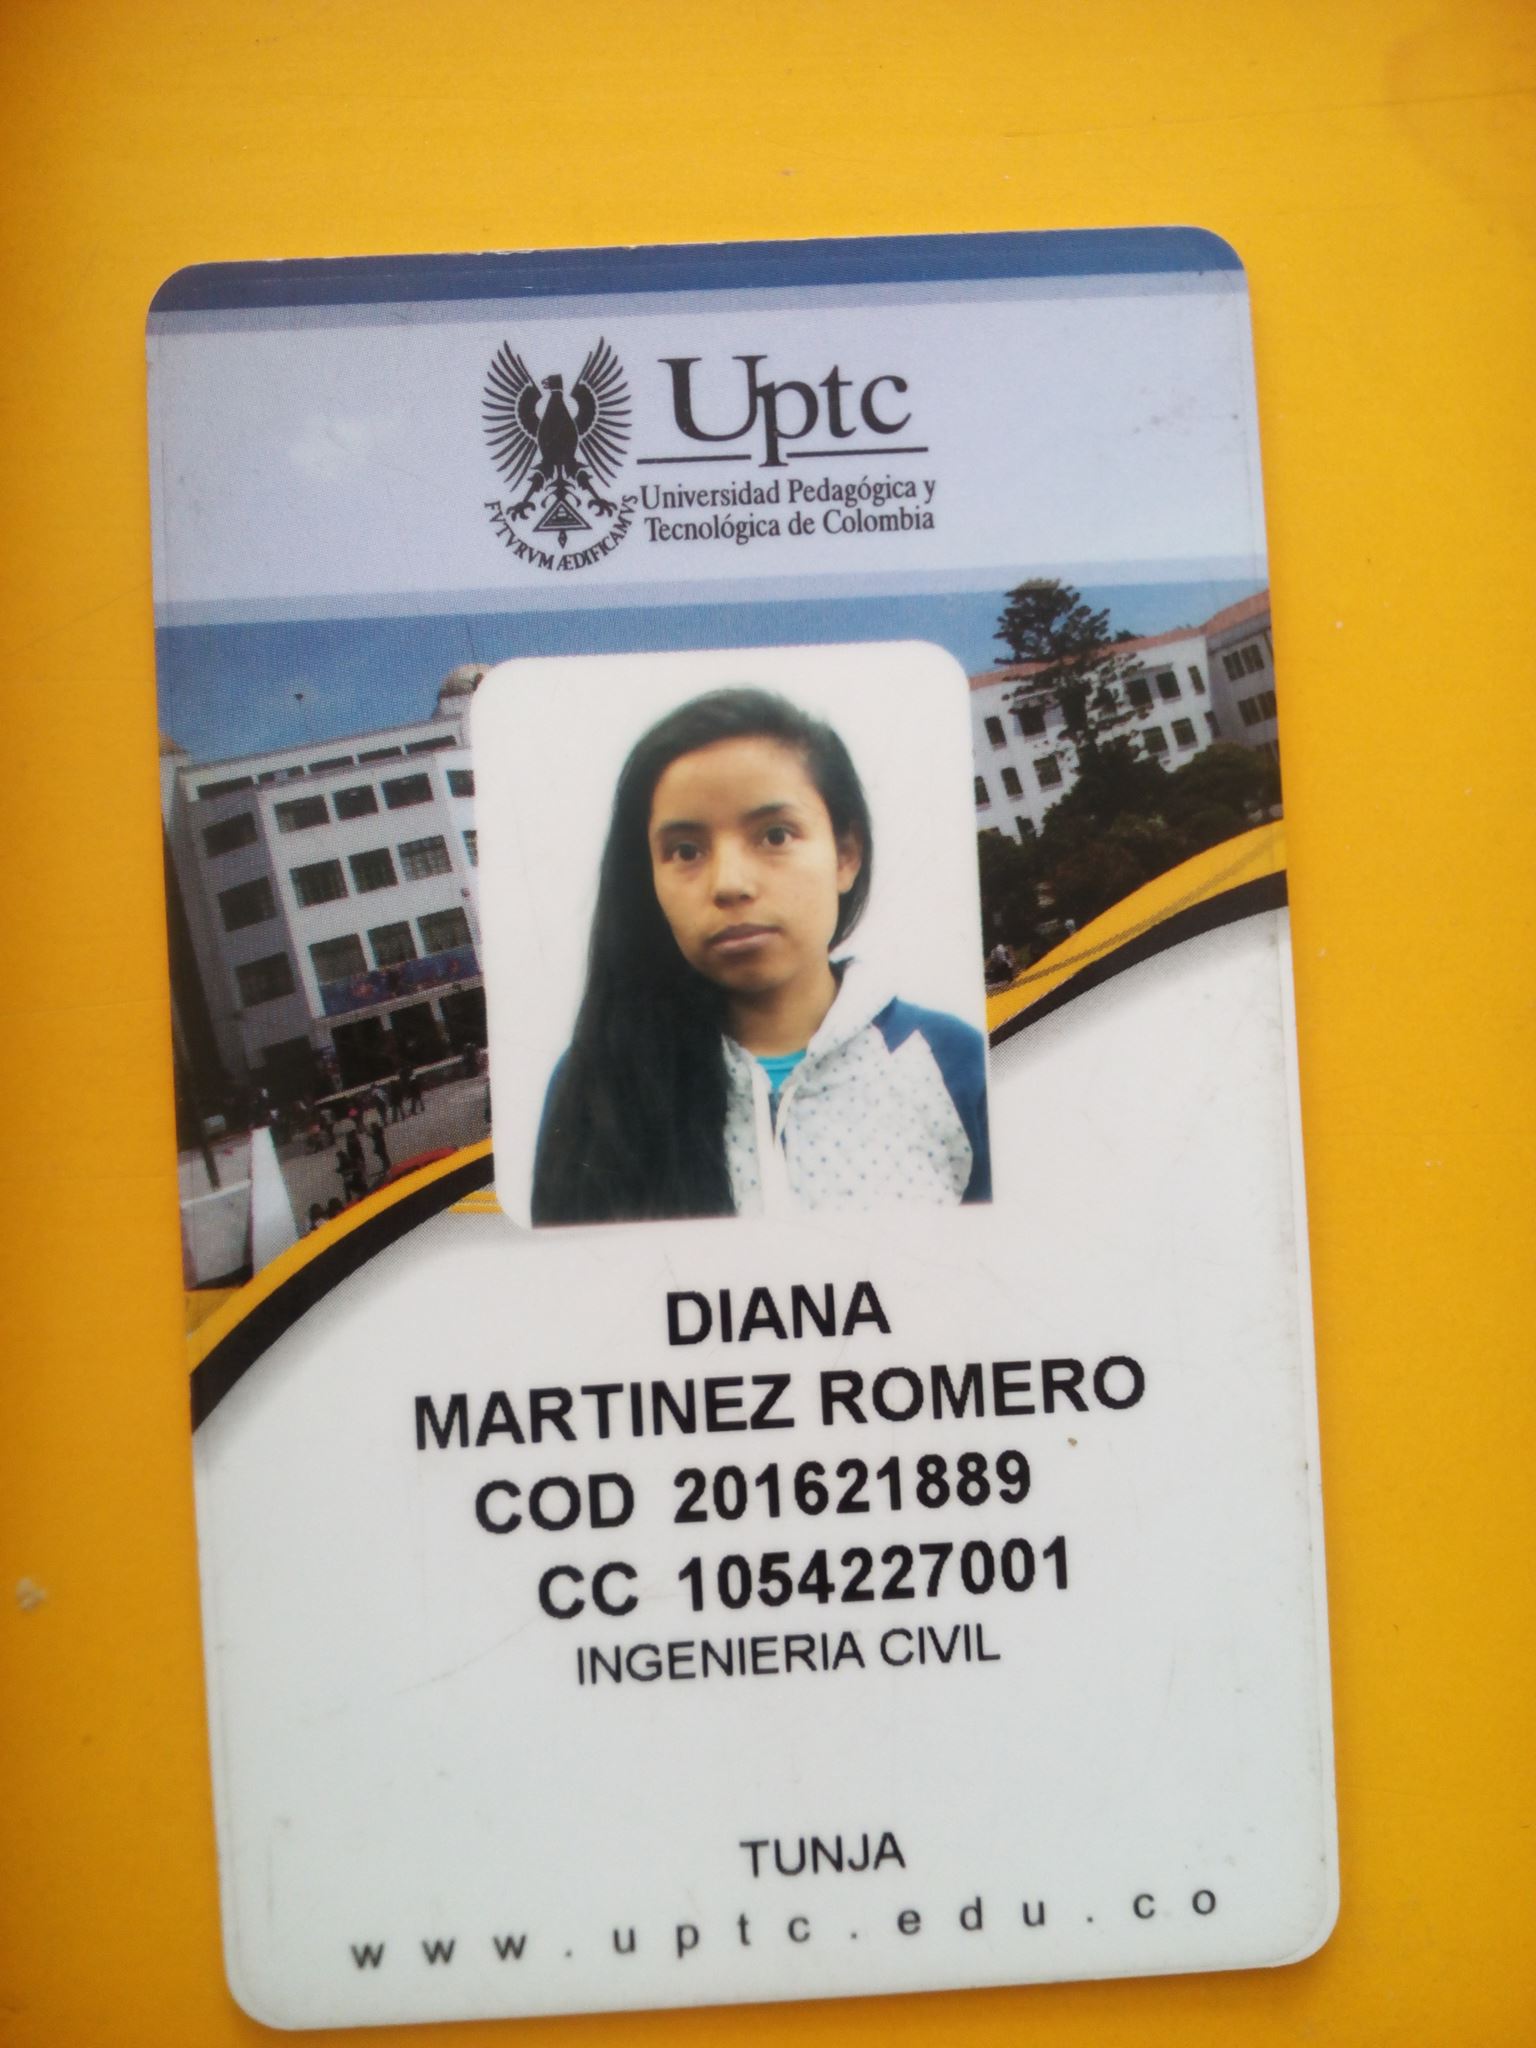 Uptc
Universidad Pedagógica y
Tecnológica de Colombia
FVTVRVM ÆDIFICAMVS
DIANA
MARTINEZ ROMERO
COD 201621889
CC 1054227001
INGENIERIA CIVIL
TUNJA
www.uptc.edu.co